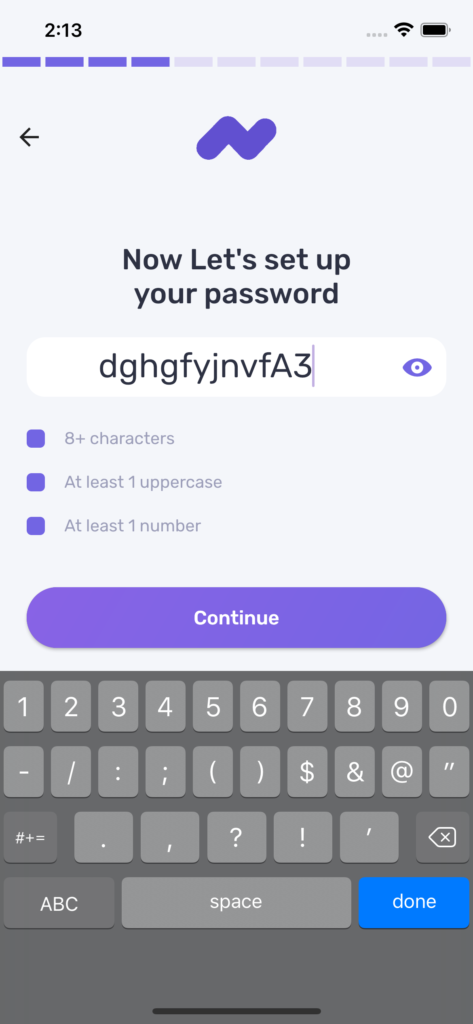 2:13
Now Let's set up
your password
dghgfyjnvfA3
8+ characters
At least 1 uppercase
At least 1 number
Continue
1 2 3 4 5 6 7 8 9 0
- / : ; ( ) $ & @ "
#+= . , ? ! '
ABC space done